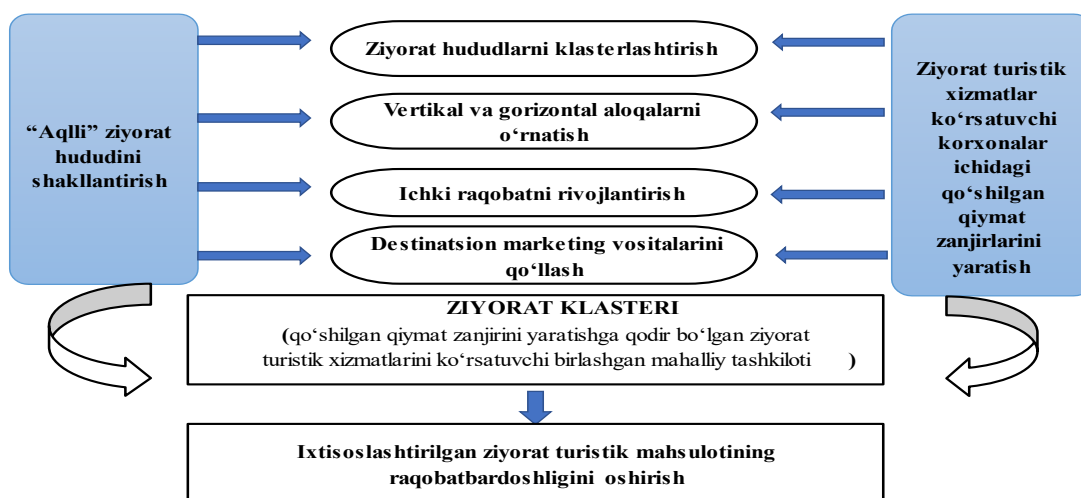 “Aqlli” ziyorat
hududini
shakllantirish
Ziyorat hududlarni klasterlashtirish
Vertikal va gorizontal aloqalarni
o‘rnatish
Ichki raqobatni rivojlantirish
Destinatsion marketing vositalarini
qo‘llash
Ziyorat turistik
xizmatlar
ko‘rsatuvchi
korxonalar
ichidagi
qo‘shilgan
qiymat
zanjirlarini
yaratish
ZIYORAT KLASTERI
(qo‘shilgan qiymat zanjirini yaratishga qodir bo‘lgan ziyorat
turistik xizmatlarini ko‘rsatuvchi birlashgan mahalliy tashkiloti )
Ixtisoslashtirilgan ziyorat turistik mahsulotining
raqobatbardoshligini oshirish